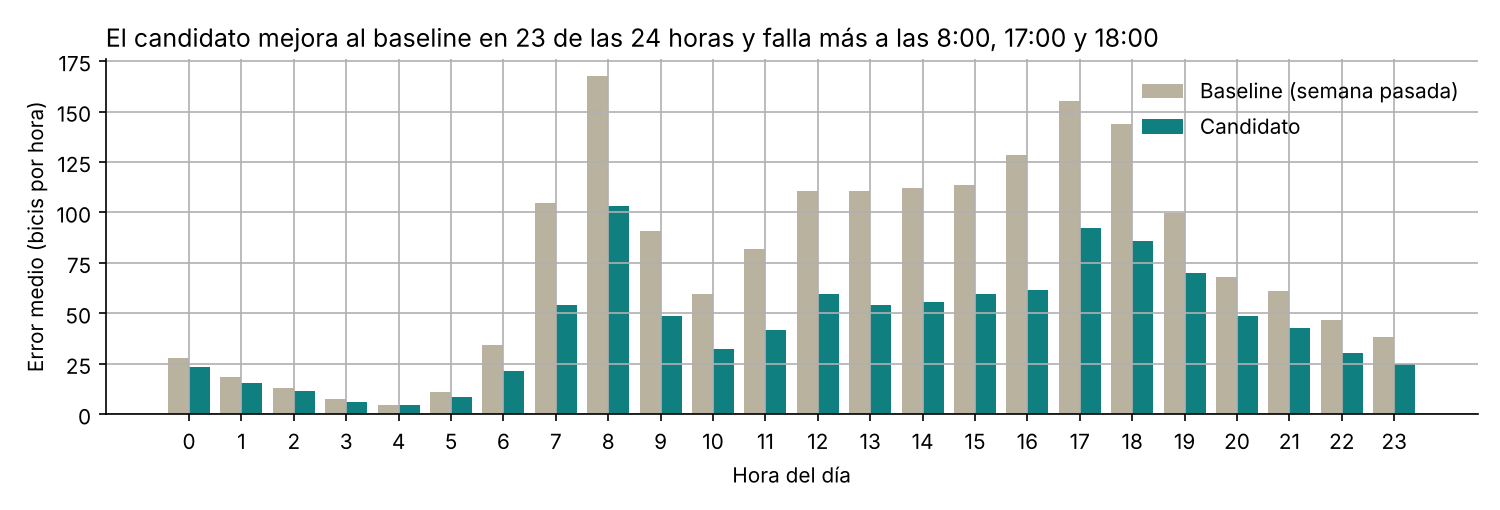 El candidato mejora al baseline en 23 de las 24 horas y falla más a las 8:00, 17:00 y 18:00
Error medio (bicis por hora)
175
150
125
100
75
50
25
0
Baseline (semana pasada)
Candidato
0 1 2 3 4 5 6 7 8 9 10 11 12 13 14 15 16 17 18 19 20 21 22 23
Hora del día